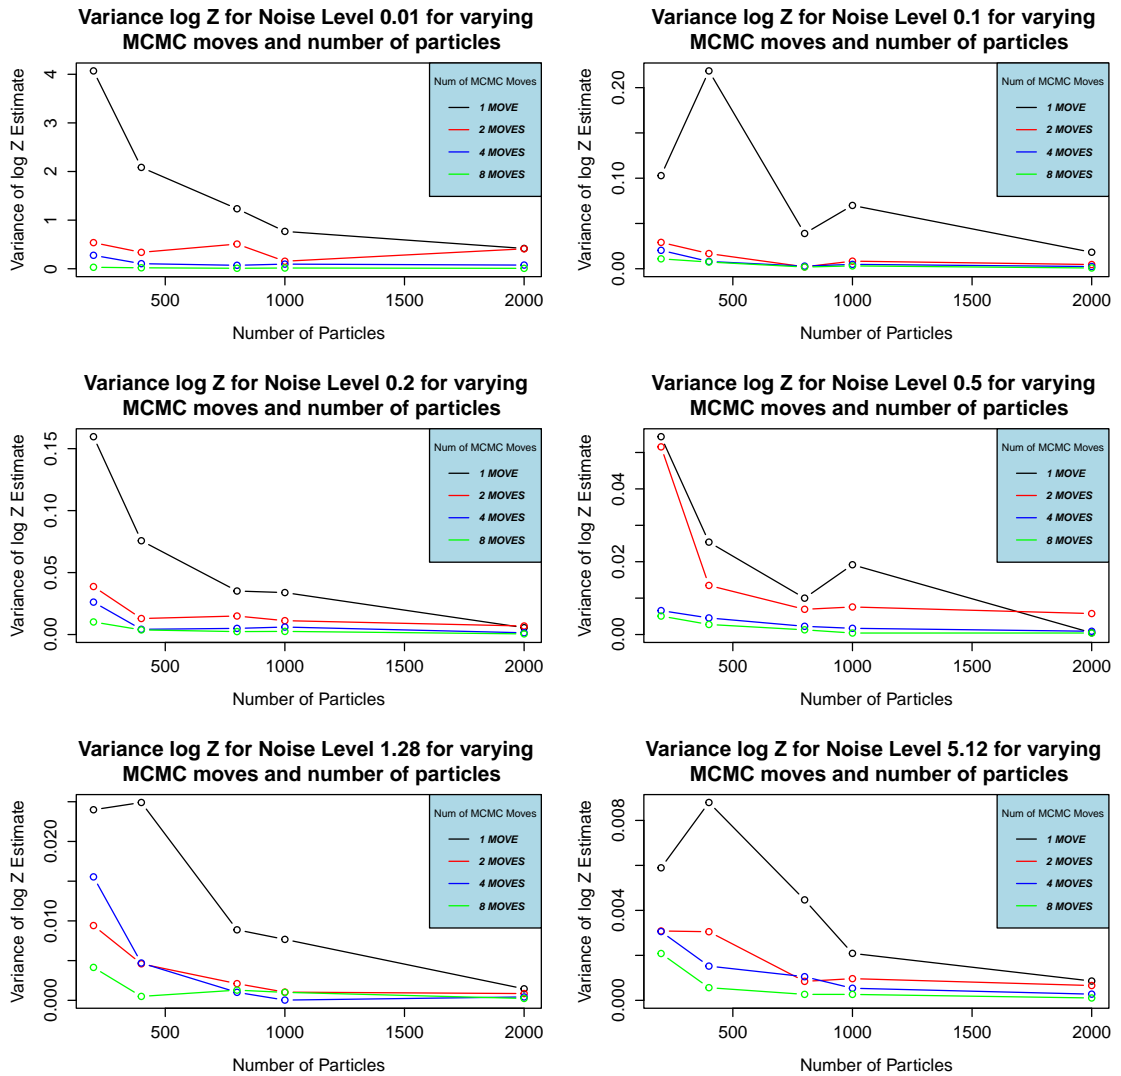 Variance log Z for Noise Level 0.01 for varying
MCMC moves and number of particles
Variance of log Z Estimate
4
3
2
1
0
500
1000
1500
2000
Number of Particles
Num of MCMC Moves
1 MOVE
2 MOVES
4 MOVES
8 MOVES
Variance log Z for Noise Level 0.1 for varying
MCMC moves and number of particles
Variance of log Z Estimate
0.20
0.10
0.00
500
1000
1500
2000
Number of Particles
Num of MCMC Moves
1 MOVE
2 MOVES
4 MOVES
8 MOVES
Variance log Z for Noise Level 0.2 for varying
MCMC moves and number of particles
Variance of log Z Estimate
0.15
0.10
0.05
0.00
500
1000
1500
2000
Number of Particles
Num of MCMC Moves
1 MOVE
2 MOVES
4 MOVES
8 MOVES
Variance log Z for Noise Level 0.5 for varying
MCMC moves and number of particles
Variance of log Z Estimate
0.04
0.02
0.00
500
1000
1500
2000
Number of Particles
Num of MCMC Moves
1 MOVE
2 MOVES
4 MOVES
8 MOVES
Variance log Z for Noise Level 1.28 for varying
MCMC moves and number of particles
Variance of log Z Estimate
0.020
0.010
0.000
500
1000
1500
2000
Number of Particles
Num of MCMC Moves
1 MOVE
2 MOVES
4 MOVES
8 MOVES
Variance log Z for Noise Level 5.12 for varying
MCMC moves and number of particles
Variance of log Z Estimate
0.008
0.004
0.000
500
1000
1500
2000
Number of Particles
Num of MCMC Moves
1 MOVE
2 MOVES
4 MOVES
8 MOVES